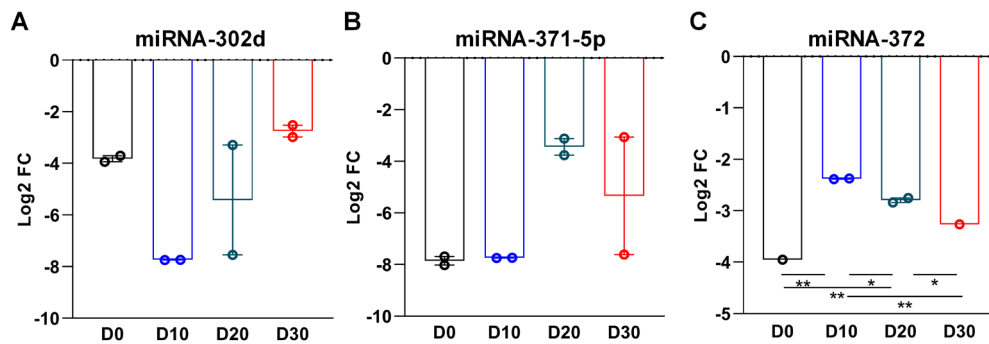 A
miRNA-302d
Log2 FC
0
-2
-4
-6
-8
-10
D0 D10 D20 D30
B
miRNA-371-5p
Log2 FC
0
-2
-4
-6
-8
-10
D0 D10 D20 D30
C
miRNA-372
Log2 FC
0
-1
-2
-3
-4
-5
** * *
** **
D0 D10 D20 D30